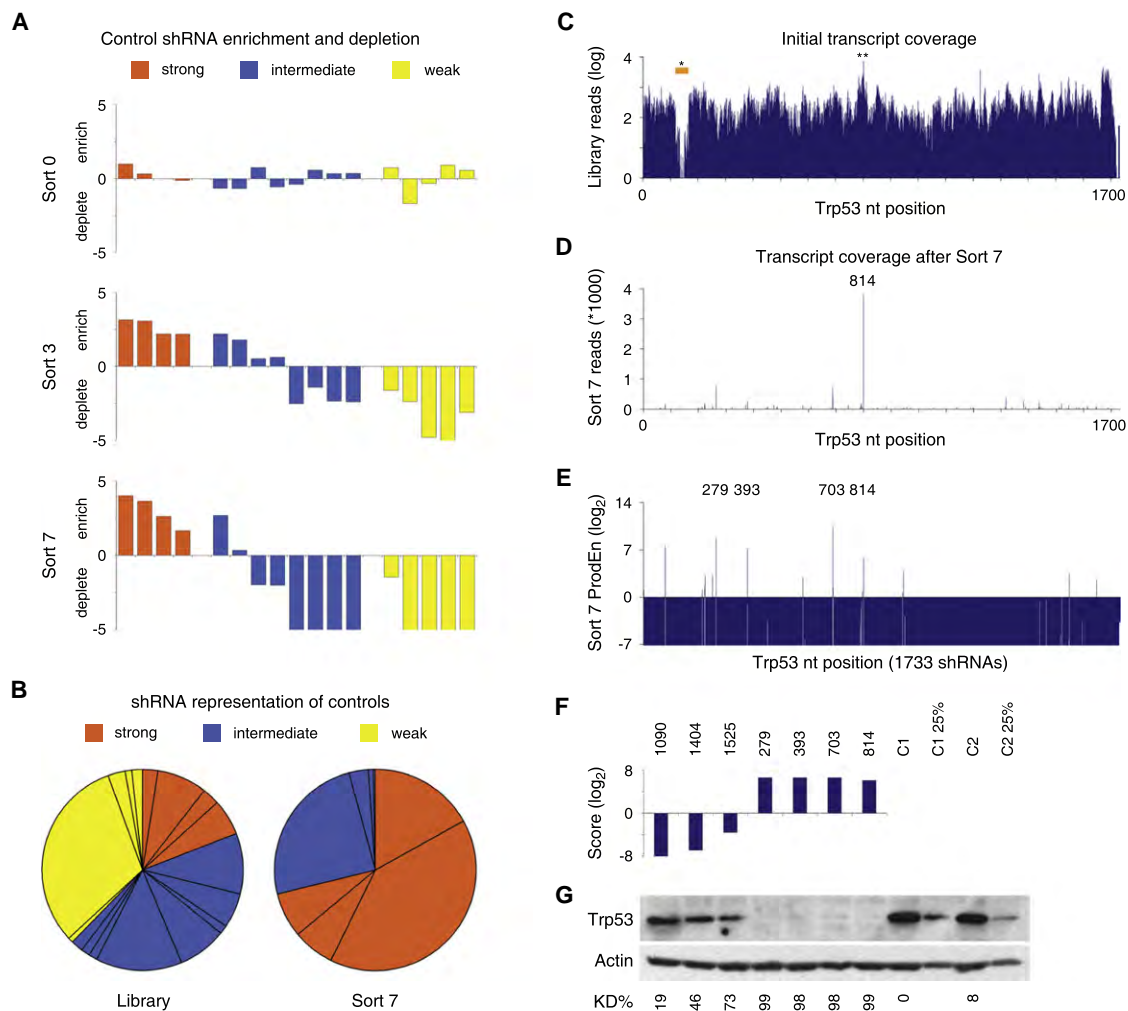 A
Control shRNA enrichment and depletion
strong intermediate weak
Sort 0
enrich
deplete
5
0
-5
Sort 3
enrich
deplete
5
0
-5
Sort 7
enrich
deplete
5
0
-5
B
shRNA representation of controls
strong intermediate weak
Library
Sort 7
C
Initial transcript coverage
Library reads (log)
4
2
0
*
**
0 1700
Trp53 nt position
D
Transcript coverage after Sort 7
814
Sort 7 reads (*1000)
4
3
2
1
0
0 1700
Trp53 nt position
E
279 393 703 814
Sort 7 ProdEn (log2)
14
7
0
-7
Trp53 nt position (1733 shRNAs)
F
1090 1404 1525 279 393 703 814 C1 C1 25% C2 C2 25%
Score (log2)
8
0
-8
G
Trp53
Actin
KD% 19 46 73 99 98 98 99 0 8